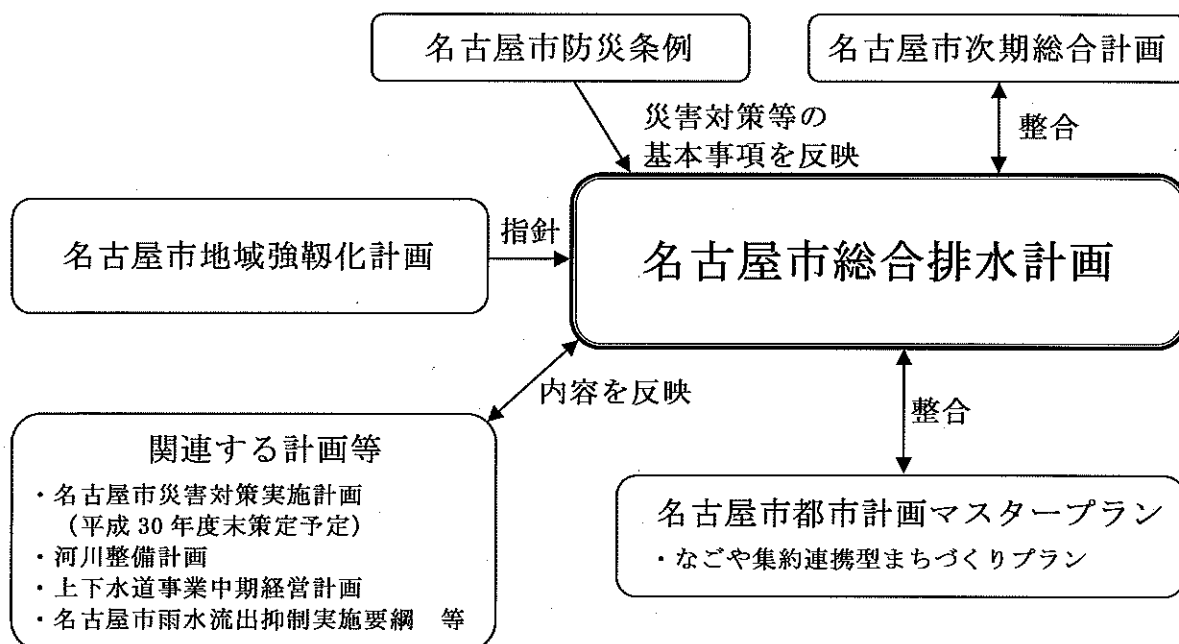 名古屋市防災条例
名古屋市次期総合計画
災害対策等の
基本事項を反映
整合
名古屋市地域強靱化計画
指針
名古屋市総合排水計画
内容を反映
整合
関連する計画等
・名古屋市災害対策実施計画
（平成 30 年度末策定予定）
・河川整備計画
・上下水道事業中期経営計画
・名古屋市雨水流出抑制実施要綱 等
名古屋市都市計画マスタープラン
・なごや集約連携型まちづくりプラン